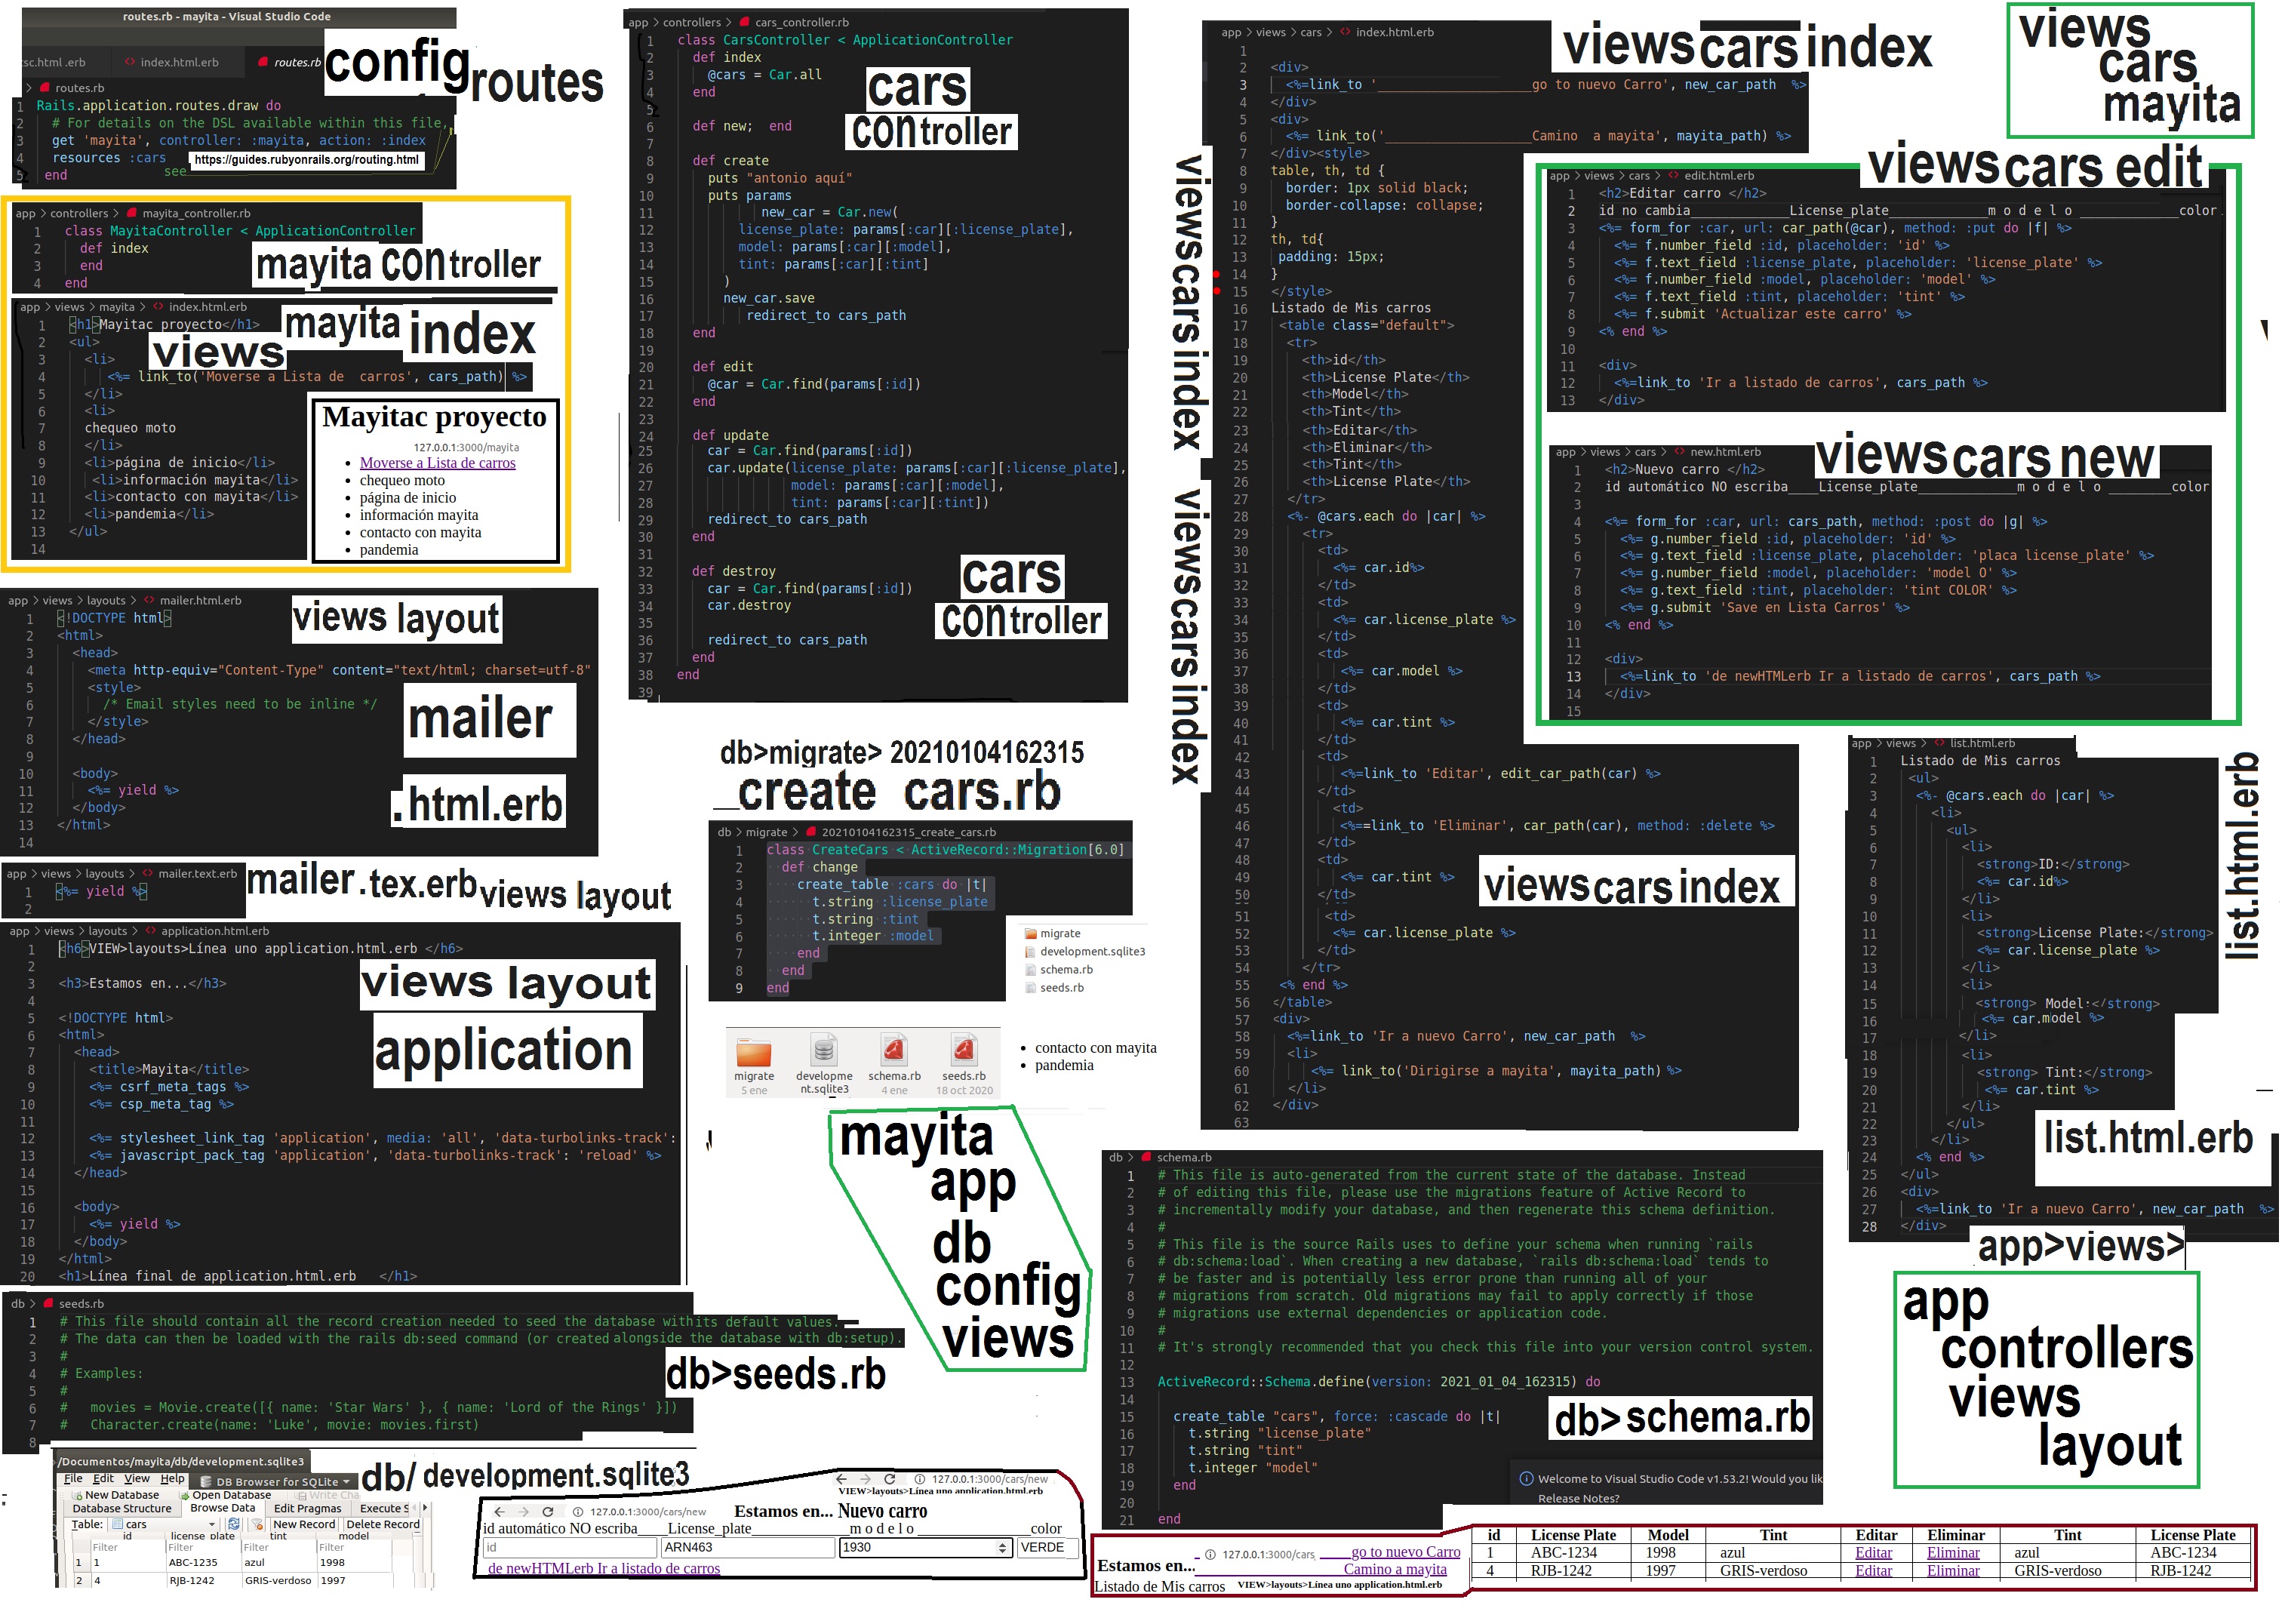 routes.rb - mayita - Visual Studio Code
sc.html .erb index.html.erb routes.rb
config routes
> routes.rb
1 Rails.application.routes.draw do
2 # For details on the DSL available within this file,
3 get 'mayita', controller: :mayita, action: :index
4 resources :cars https://guides.rubyonrails.org/routing.html
5 end see
app > controllers > mayita_controller.rb
1 class MayitaController < ApplicationController
2 def index
3 end
4 end
mayita controller
app > views > mayita > index.html.erb
views mayita index
1 <h1>Mayitac proyecto</h1>
2 <ul>
3 <li>
4 <%= link_to('Moverse a Lista de carros', cars_path) %>
5 </li>
6 <li>
7 chequeo moto
8 </li>
9 <li>página de inicio</li>
10 <li>información mayita</li>
11 <li>contacto con mayita</li>
12 <li>pandemia</li>
13 </ul>
14
Mayitac proyecto
127.0.0.1:3000/mayita
• Moverse a Lista de carros
• chequeo moto
• página de inicio
• información mayita
• contacto con mayita
• pandemia
app > views > layouts > mailer.html.erb
views layout
mailer
.html.erb
1 <!DOCTYPE html>
2 <html>
3 <head>
4 <meta http-equiv="Content-Type" content="text/html; charset=utf-8"
5 <style>
6 /* Email styles need to be inline */
7 </style>
8 </head>
9
10 <body>
11 <%= yield %>
12 </body>
13 </html>
14
app > views > layouts > mailer.text.erb
1 <%= yield %>
2
mailer.tex.erb views layout
app > views > layouts > application.html.erb
views layout
application
1 <h6>VIEW>layouts>Línea uno application.html.erb </h6>
2
3 <h3>Estamos en...</h3>
4
5 <!DOCTYPE html>
6 <html>
7 <head>
8 <title>Mayita</title>
9 <%= csrf_meta_tags %>
10 <%= csp_meta_tag %>
11
12 <%= stylesheet_link_tag 'application', media: 'all', 'data-turbolinks-track':
13 <%= javascript_pack_tag 'application', 'data-turbolinks-track': 'reload' %>
14 </head>
15
16 <body>
17 <%= yield %>
18 </body>
19 </html>
20 <h1>Línea final de application.html.erb </h1>
db > seeds.rb
1 # This file should contain all the record creation needed to seed the database with its default values.
2 # The data can then be loaded with the rails db:seed command (or created alongside the database with db:setup).
3 #
4 # Examples:
5 #
6 # movies = Movie.create([{ name: 'Star Wars' }, { name: 'Lord of the Rings' }])
7 # Character.create(name: 'Luke', movie: movies.first)
8
db>seeds.rb
/Documentos/mayita/db/development.sqlite3
File Edit View Help DB Browser for SQLite
db/ development.sqlite3
New Database Open Database Write Cha
Database Structure Browse Data Edit Pragmas Execute S
Table: cars New Record Delete Record
id license_plate tint model
Filter Filter Filter Filter
1 1 ABC-1235 azul 1998
2 4 RJB-1242 GRIS-verdoso 1997
app > controllers > cars_controller.rb
cars
controller
1 class CarsController < ApplicationController
2 def index
3 @cars = Car.all
4 end
5
6 def new; end
7
8 def create
9 puts "antonio aquí"
10 puts params
11 new_car = Car.new(
12 license_plate: params[:car][:license_plate],
13 model: params[:car][:model],
14 tint: params[:car][:tint]
15 )
16 new_car.save
17 redirect_to cars_path
18 end
19
20 def edit
21 @car = Car.find(params[:id])
22 end
23
24 def update
25 car = Car.find(params[:id])
26 car.update(license_plate: params[:car][:license_plate],
27 model: params[:car][:model],
28 tint: params[:car][:tint])
29 redirect_to cars_path
30 end
31
32 def destroy
33 car = Car.find(params[:id])
34 car.destroy
35
36 redirect_to cars_path
37 end
38 end
39
cars
controller
db>migrate> 20210104162315
_create cars.rb
db > migrate > 20210104162315_create_cars.rb
1 class CreateCars < ActiveRecord::Migration[6.0]
2 def change
3 create_table :cars do |t|
4 t.string :license_plate
5 t.string :tint
6 t.integer :model
7 end
8 end
9 end
migrate
development.sqlite3
schema.rb
seeds.rb
migrate developme nt.sqlite3 schema.rb seeds.rb
5 ene 4 ene 18 oct 2020
• contacto con mayita
• pandemia
mayita
app
db
config
views
127.0.0.1:3000/cars/new
VIEW>layouts>Línea uno application.html.erb
127.0.0.1:3000/cars/new Estamos en... Nuevo carro
id automático NO escriba____License_plate____________m o d e l o ______________color
id ARN463 1930 VERDE
de newHTMLerb Ir a listado de carros
app > views > cars > index.html.erb
views cars index
1
2 <div>
3 <%=link_to '____________________go to nuevo Carro', new_car_path %>
4 </div>
5 <div>
6 <%= link_to('___________________Camino a mayita', mayita_path) %>
7 </div><style>
8 table, th, td {
9 border: 1px solid black;
10 border-collapse: collapse;
11 }
12 th, td{
13 padding: 15px;
14 }
15 </style>
16 Listado de Mis carros
17 <table class="default">
18 <tr>
19 <th>id</th>
20 <th>License Plate</th>
21 <th>Model</th>
22 <th>Tint</th>
23 <th>Editar</th>
24 <th>Eliminar</th>
25 <th>Tint</th>
26 <th>License Plate</th>
27 </tr>
28 <%- @cars.each do |car| %>
29 <tr>
30 <td>
31 <%= car.id%>
32 </td>
33 <td>
34 <%= car.license_plate %>
35 </td>
36 <td>
37 <%= car.model %>
38 </td>
39 <td>
40 <%= car.tint %>
41 </td>
42 <td>
43 <%=link_to 'Editar', edit_car_path(car) %>
44 </td>
45 <td>
46 <%==link_to 'Eliminar', car_path(car), method: :delete %>
47 </td>
48 <td>
49 <%= car.tint %>
50 </td>
51 <td>
52 <%= car.license_plate %>
53 </td>
54 </tr>
55 <% end %>
56 </table>
57 <div>
58 <%=link_to 'Ir a nuevo Carro', new_car_path %>
59 <li>
60 <%= link_to('Dirigirse a mayita', mayita_path) %>
61 </li>
62 </div>
63
views cars index
views cars index
views cars index
views
cars
mayita
views cars edit
app > views > cars > edit.html.erb
1 <h2>Editar carro </h2>
2 id no cambia_____________License_plate_____________m o d e l o _____________color
3 <%= form_for :car, url: car_path(@car), method: :put do |f| %>
4 <%= f.number_field :id, placeholder: 'id' %>
5 <%= f.text_field :license_plate, placeholder: 'license_plate' %>
6 <%= f.number_field :model, placeholder: 'model' %>
7 <%= f.text_field :tint, placeholder: 'tint' %>
8 <%= f.submit 'Actualizar este carro' %>
9 <% end %>
10
11 <div>
12 <%=link_to 'Ir a listado de carros', cars_path %>
13 </div>
app > views > cars > new.html.erb
views cars new
1 <h2>Nuevo carro </h2>
2 id automático NO escriba____License_plate_____________m o d e l o ________color
3
4 <%= form_for :car, url: cars_path, method: :post do |g| %>
5 <%= g.number_field :id, placeholder: 'id' %>
6 <%= g.text_field :license_plate, placeholder: 'placa license_plate' %>
7 <%= g.number_field :model, placeholder: 'model O' %>
8 <%= g.text_field :tint, placeholder: 'tint COLOR' %>
9 <%= g.submit 'Save en Lista Carros' %>
10 <% end %>
11
12 <div>
13 <%=link_to 'de newHTMLerb Ir a listado de carros', cars_path %>
14 </div>
15
app > views > list.html.erb
list.html.erb
1 Listado de Mis carros
2 <ul>
3 <%- @cars.each do |car| %>
4 <li>
5 <ul>
6 <li>
7 <strong>ID:</strong>
8 <%= car.id%>
9 </li>
10 <li>
11 <strong>License Plate:</strong>
12 <%= car.license_plate %>
13 </li>
14 <li>
15 <strong> Model:</strong>
16 <%= car.model %>
17 </li>
18 <li>
19 <strong> Tint:</strong>
20 <%= car.tint %>
21 </li>
22 </ul>
23 </li>
24 <% end %>
25 </ul>
26 <div>
27 <%=link_to 'Ir a nuevo Carro', new_car_path %>
28 </div>
list.html.erb
app>views>
app
controllers
views
layout
db > schema.rb
1 # This file is auto-generated from the current state of the database. Instead
2 # of editing this file, please use the migrations feature of Active Record to
3 # incrementally modify your database, and then regenerate this schema definition.
4 #
5 # This file is the source Rails uses to define your schema when running `rails
6 # db:schema:load`. When creating a new database, `rails db:schema:load` tends to
7 # be faster and is potentially less error prone than running all of your
8 # migrations from scratch. Old migrations may fail to apply correctly if those
9 # migrations use external dependencies or application code.
10 #
11 # It's strongly recommended that you check this file into your version control system.
12
13 ActiveRecord::Schema.define(version: 2021_01_04_162315) do
14
15 create_table "cars", force: :cascade do |t|
16 t.string "license_plate"
17 t.string "tint"
18 t.integer "model"
19 end
20
21 end
db>schema.rb
Welcome to Visual Studio Code v1.53.2! Would you lik
Release Notes?
Estamos en... 127.0.0.1:3000/cars go to nuevo Carro
Camino a mayita
Listado de Mis carros VIEW>layouts>Línea uno application.html.erb
id License Plate Model Tint Editar Eliminar Tint License Plate
1 ABC-1234 1998 azul Editar Eliminar azul ABC-1234
4 RJB-1242 1997 GRIS-verdoso Editar Eliminar GRIS-verdoso RJB-1242